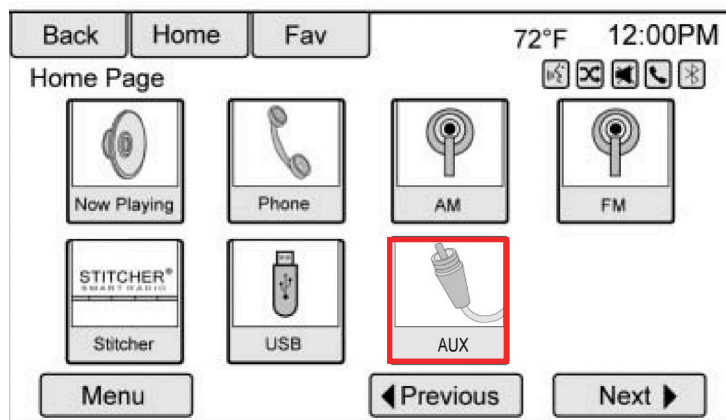 Back Home Fav 72°F 12:00PM
Home Page
Now Playing Phone AM FM
STITCHER®
SMART RADIO
Stitcher USB AUX
Menu Previous Next